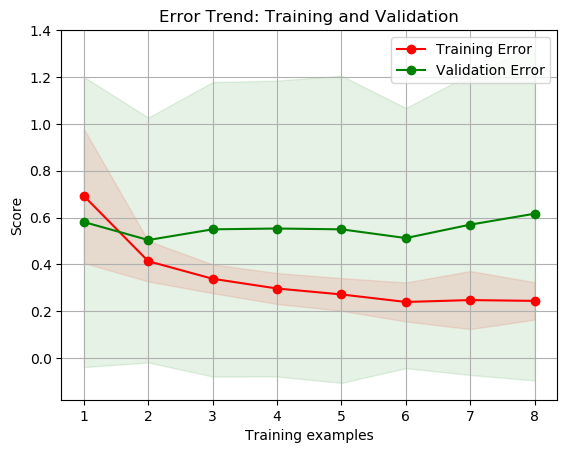 Error Trend: Training and Validation
Training Error
Validation Error
Score
1.4
1.2
1.0
0.8
0.6
0.4
0.2
0.0
1 2 3 4 5 6 7 8
Training examples